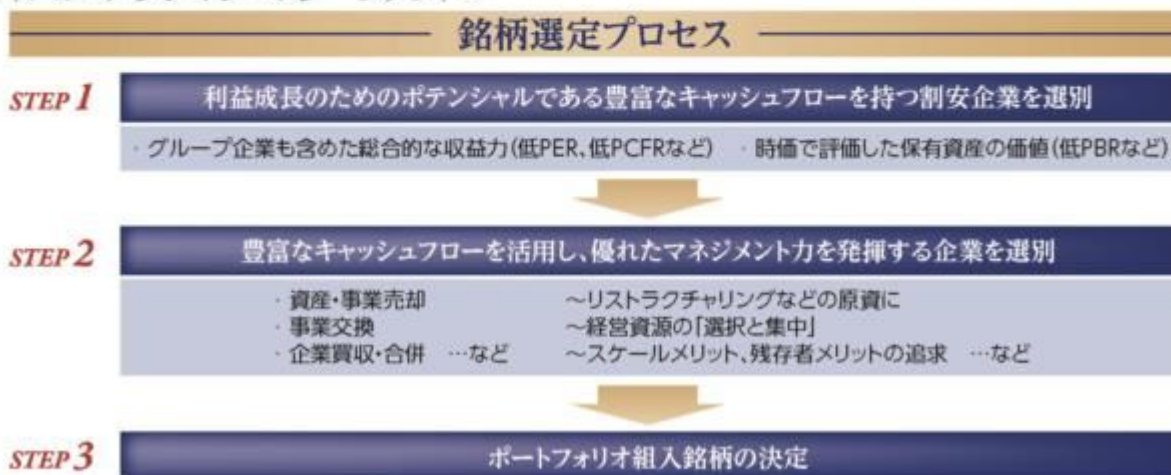 銘柄選定プロセス
STEP 1 利益成長のためのポテンシャルである豊富なキャッシュフローを持つ割安企業を選別
・グループ企業も含めた総合的な収益力(低PER、低PCFRなど) ・時価で評価した保有資産の価値(低PBRなど)
STEP 2 豊富なキャッシュフローを活用し、優れたマネジメント力を発揮する企業を選別
・資産・事業売却 ～リストラクチャリングなどの原資に
・事業交換 ～経営資源の「選択と集中」
・企業買収・合併 …など ～スケールメリット、残存者メリットの追求 …など
STEP 3 ポートフォリオ組入銘柄の決定